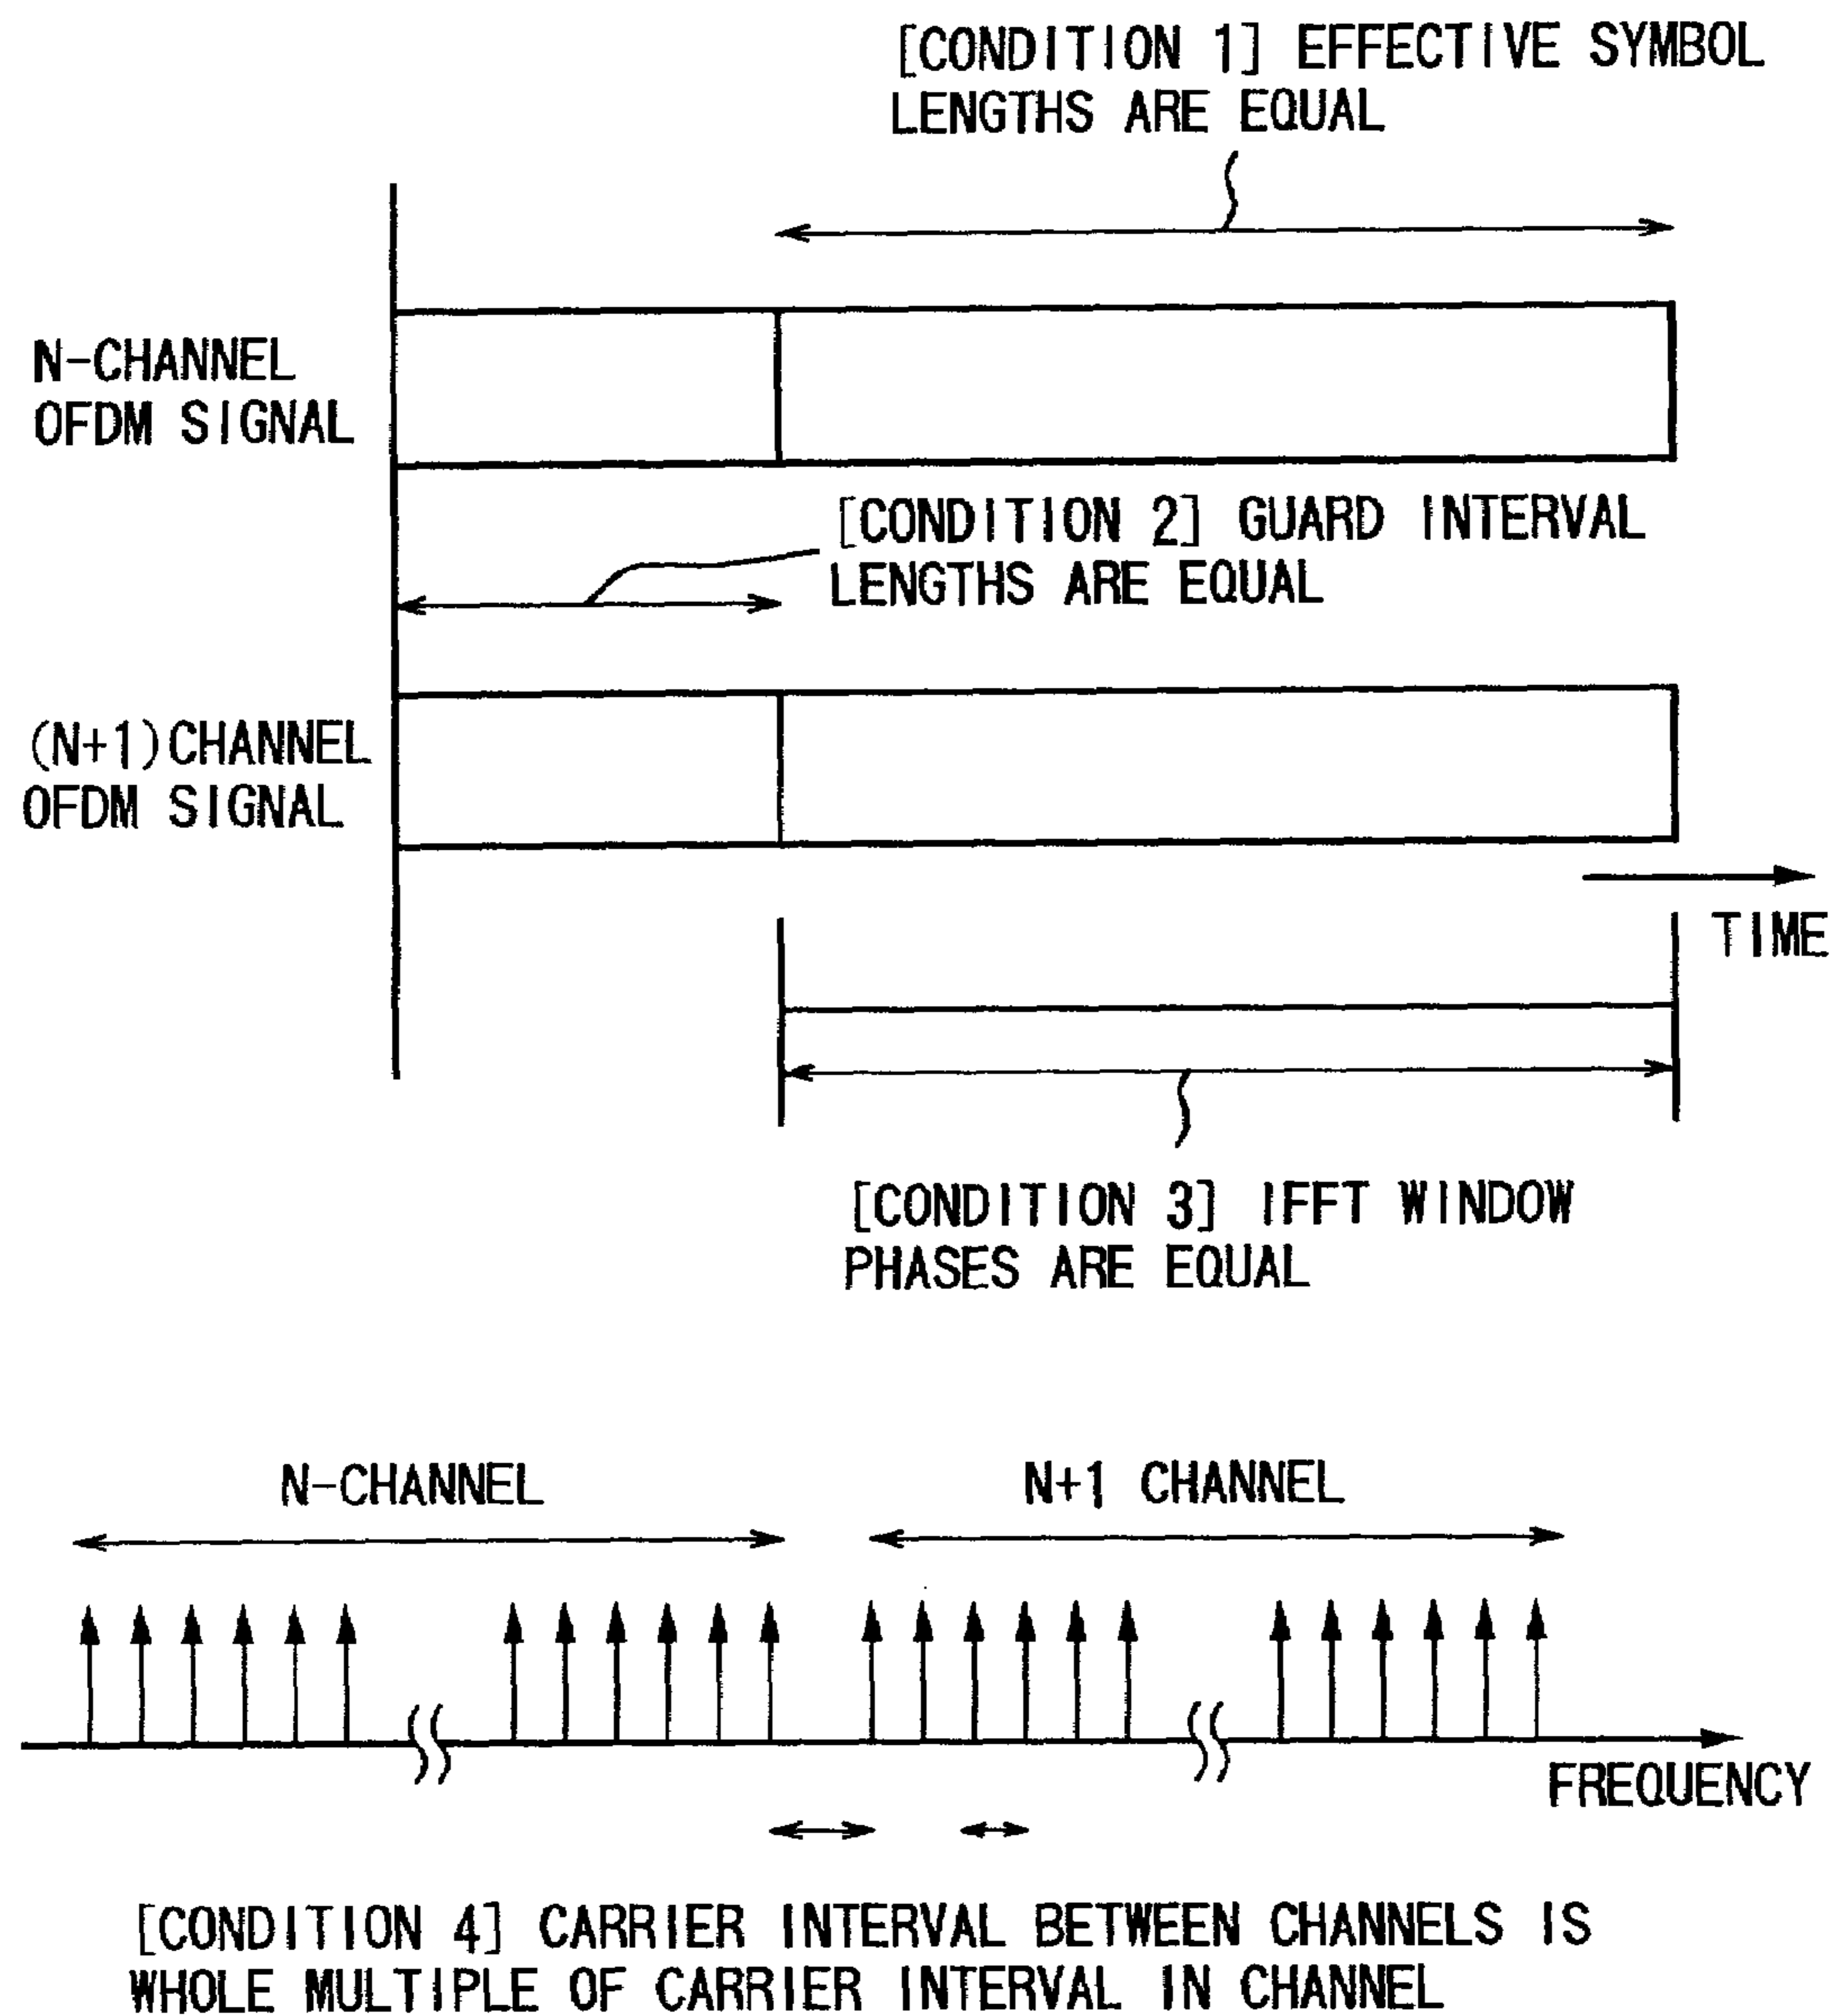 [CONDITION 1] EFFECTIVE SYMBOL
LENGTHS ARE EQUAL
N-CHANNEL
OFDM SIGNAL
[CONDITION 2] GUARD INTERVAL
LENGTHS ARE EQUAL
(N+1)CHANNEL
OFDM SIGNAL
TIME
[CONDITION 3] IFFT WINDOW
PHASES ARE EQUAL
N-CHANNEL
N+1 CHANNEL
FREQUENCY
[CONDITION 4] CARRIER INTERVAL BETWEEN CHANNELS IS
WHOLE MULTIPLE OF CARRIER INTERVAL IN CHANNEL